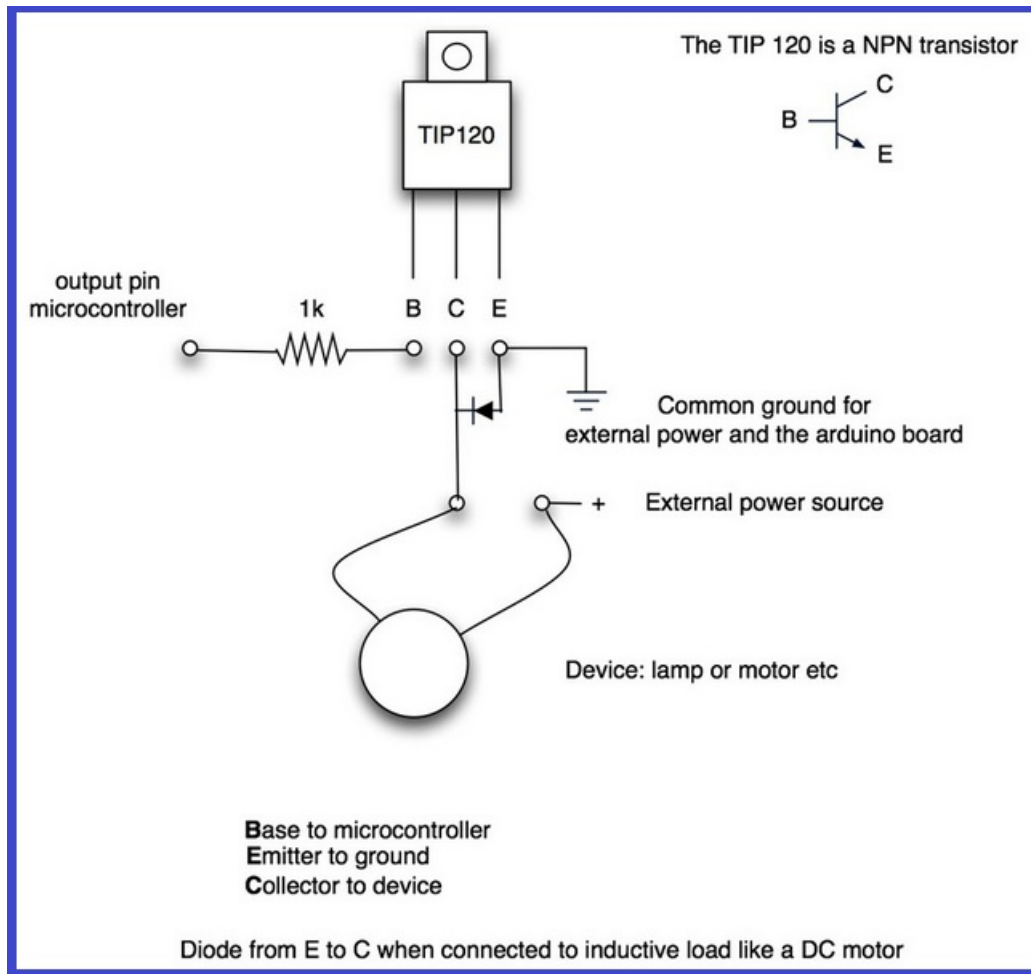 The TIP 120 is a NPN transistor
C
B
E
TIP120
output pin
microcontroller
1k
B C E
Common ground for
external power and the arduino board
+ External power source
Device: lamp or motor etc
Base to microcontroller
Emitter to ground
Collector to device
Diode from E to C when connected to inductive load like a DC motor